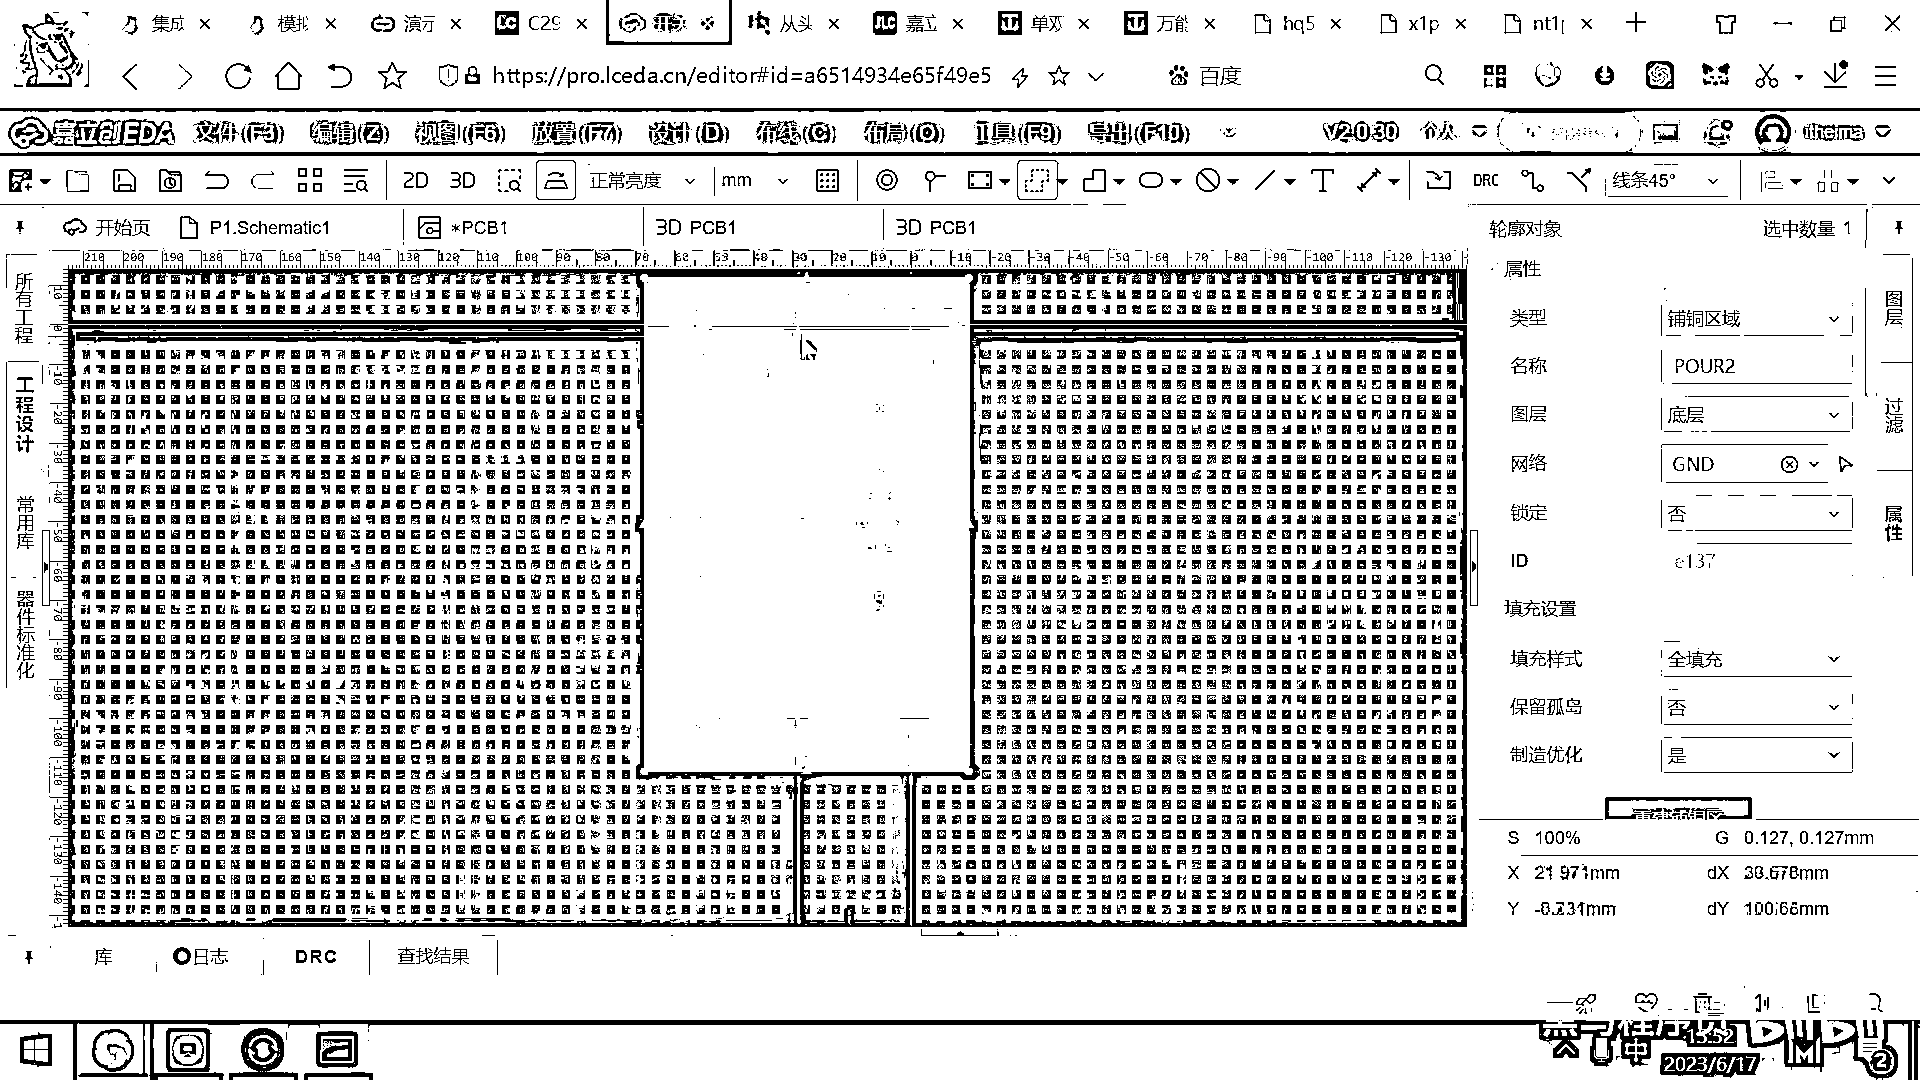 集成 模拟 演示 C29 开源 从头 嘉立 单双 万能 hq5 x1p nt1p
https://pro.lceda.cn/editor#id=a6514934e65f49e5 百度
嘉立创EDA 文件(F3) 编辑(Z) 视图(F6) 放置(F7) 设计(D) 布线(C) 布局(O) 工具(F9) 导出(F10) V2.0.30 个人 itheima
2D 3D 正常亮度 mm DRC 线条45°
开始页 P1.Schematic1 *PCB1 3D PCB1 3D PCB1
轮廓对象 选中数量 1
所有工程
工程设计
常用库
器件标准化
属性
类型 铺铜区域
名称 POUR2
图层 底层
网络 GND
锁定 否
ID e137
填充设置
填充样式 全填充
保留孤岛 否
制造优化 是
图层
过滤
属性
S 100% G 0.127, 0.127mm
X 21.971mm dX 38.678mm
Y dY
库 日志 DRC 查找结果
中 15:52
2023/6/17
2